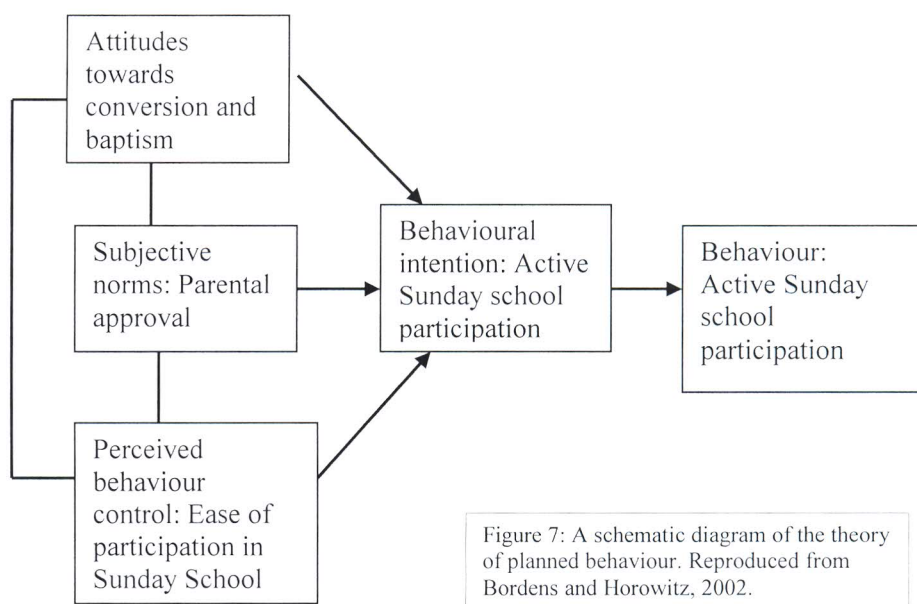 Attitudes
towards
conversion and
baptism
Subjective
norms: Parental
approval
Perceived
behaviour
control: Ease of
participation in
Sunday School
Behavioural
intention: Active
Sunday school
participation
Behaviour:
Active Sunday
school
participation
Figure 7: A schematic diagram of the theory
of planned behaviour. Reproduced from
Bordens and Horowitz, 2002.